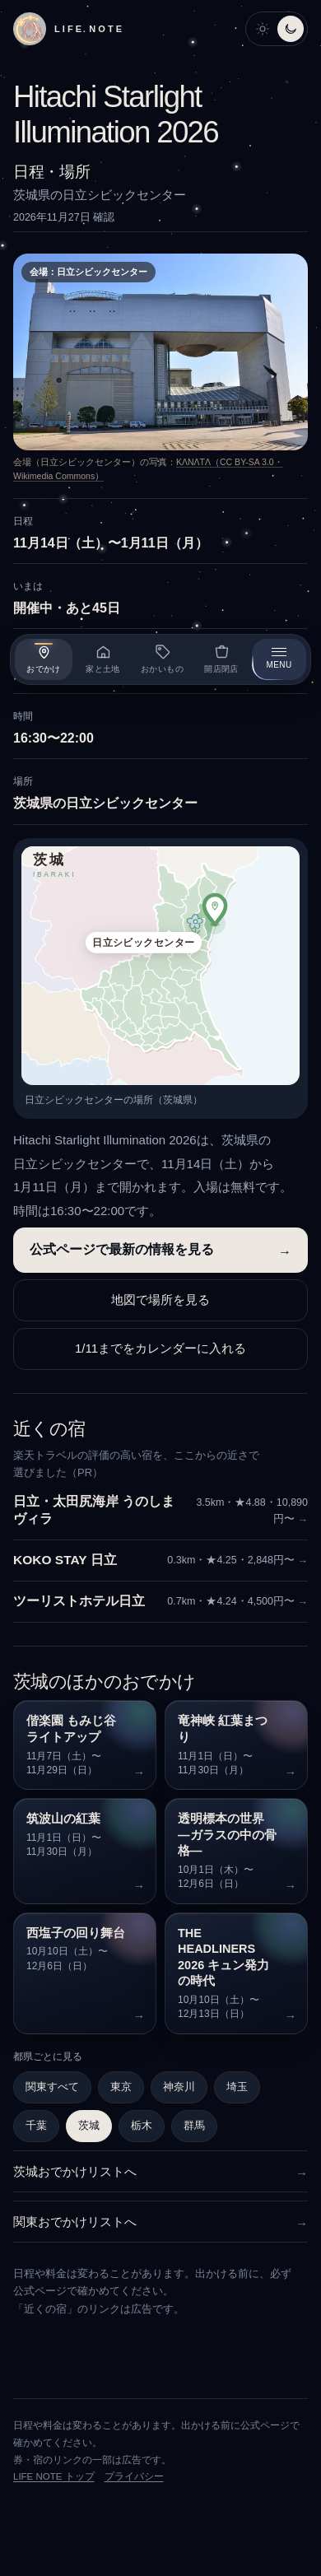 LIFE NOTE
Hitachi Starlight
Illumination 2026
日程・場所
茨城県の日立シビックセンター
2026年11月27日 確認
会場：日立シビックセンター
会場（日立シビックセンター）の写真：KΛNΛTΛ（CC BY-SA 3.0・
Wikimedia Commons）
日程
11月14日（土）〜1月11日（月）
いまは
開催中・あと45日
おでかけ
家と土地
おかいもの
開店閉店
MENU
時間
16:30〜22:00
場所
茨城県の日立シビックセンター
茨城
IBARAKI
日立シビックセンター
日立シビックセンターの場所（茨城県）
Hitachi Starlight Illumination 2026は、茨城県の
日立シビックセンターで、11月14日（土）から
1月11日（月）まで開かれます。入場は無料です。
時間は16:30〜22:00です。
公式ページで最新の情報を見る →
地図で場所を見る
1/11までをカレンダーに入れる
近くの宿
楽天トラベルの評価の高い宿を、ここからの近さで
選びました（PR）
日立・太田尻海岸 うのしま
ヴィラ
3.5km・★4.88・10,890
円〜 →
KOKO STAY 日立 0.3km・★4.25・2,848円〜 →
ツーリストホテル日立 0.7km・★4.24・4,500円〜 →
茨城のほかのおでかけ
偕楽園 もみじ谷
ライトアップ
11月7日（土）〜
11月29日（日）
→
竜神峡 紅葉まつ
り
11月1日（日）〜
11月30日（月）
→
筑波山の紅葉
11月1日（日）〜
11月30日（月）
→
透明標本の世界
―ガラスの中の骨
格―
10月1日（木）〜
12月6日（日）
→
西塩子の回り舞台
10月10日（土）〜
12月6日（日）
→
THE
HEADLINERS
2026 キュン発力
の時代
10月10日（土）〜
12月13日（日）
→
都県ごとに見る
関東すべて
東京
神奈川
埼玉
千葉
茨城
栃木
群馬
茨城おでかけリストへ →
関東おでかけリストへ →
日程や料金は変わることがあります。出かける前に、必ず
公式ページで確かめてください。
「近くの宿」のリンクは広告です。
日程や料金は変わることがあります。出かける前に公式ページで
確かめてください。
券・宿のリンクの一部は広告です。
LIFE NOTE トップ プライバシー